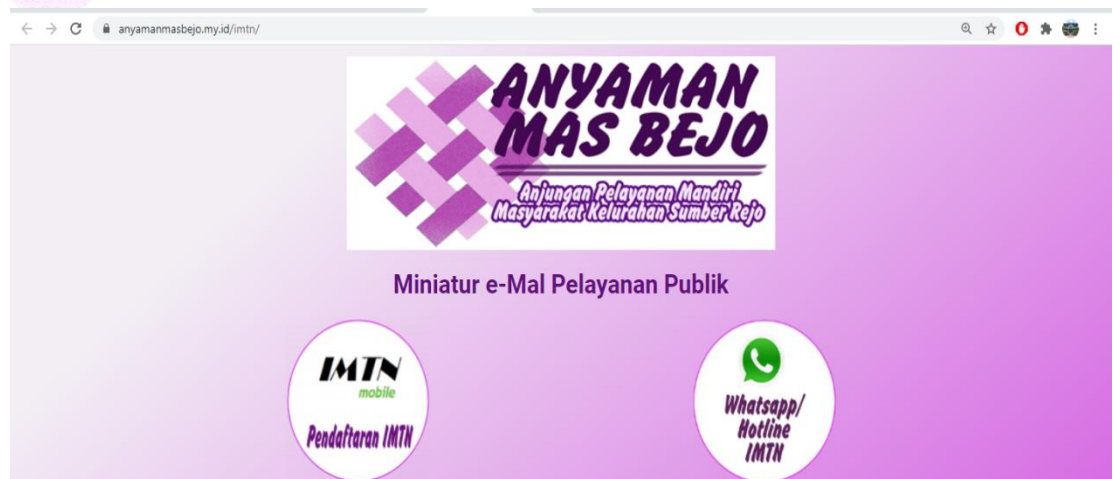 anyamanmasbejo.my.id/imtn/
ANYAMAN
MAS BEJO
Anjungan Pelayanan Mandiri
Masyarakat Kelurahan Sumber Rejo
Miniatur e-Mal Pelayanan Publik
IMTN
mobile
Pendaftaran IMTN
Whatsapp/
Hotline
IMTN